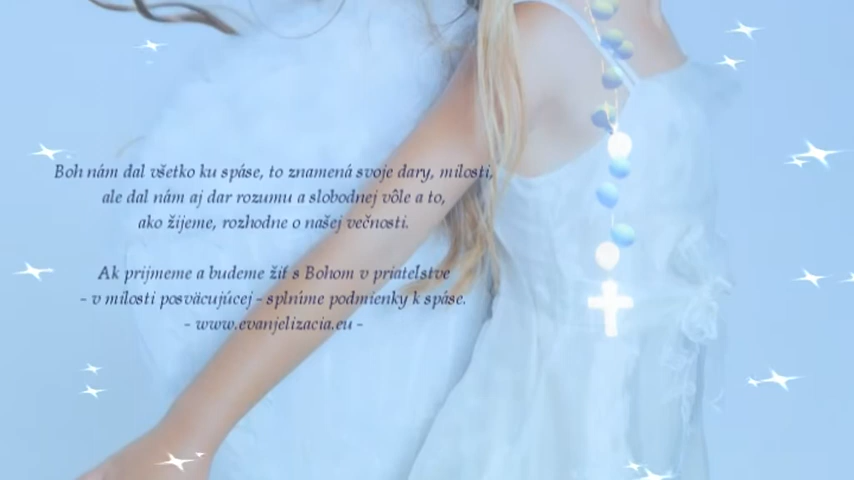 Boh nám dal všetko ku spáse, to znamená svoje dary, milosti,
ale dal nám aj dar rozumu a slobodnej vôle a to,
ako žijeme, rozhodne o našej večnosti.
Ak prijmeme a budeme žiť s Bohom v priateľstve
- v milosti posväcujúcej - splníme podmienky k spáse.
- www.evanjelizacia.eu -